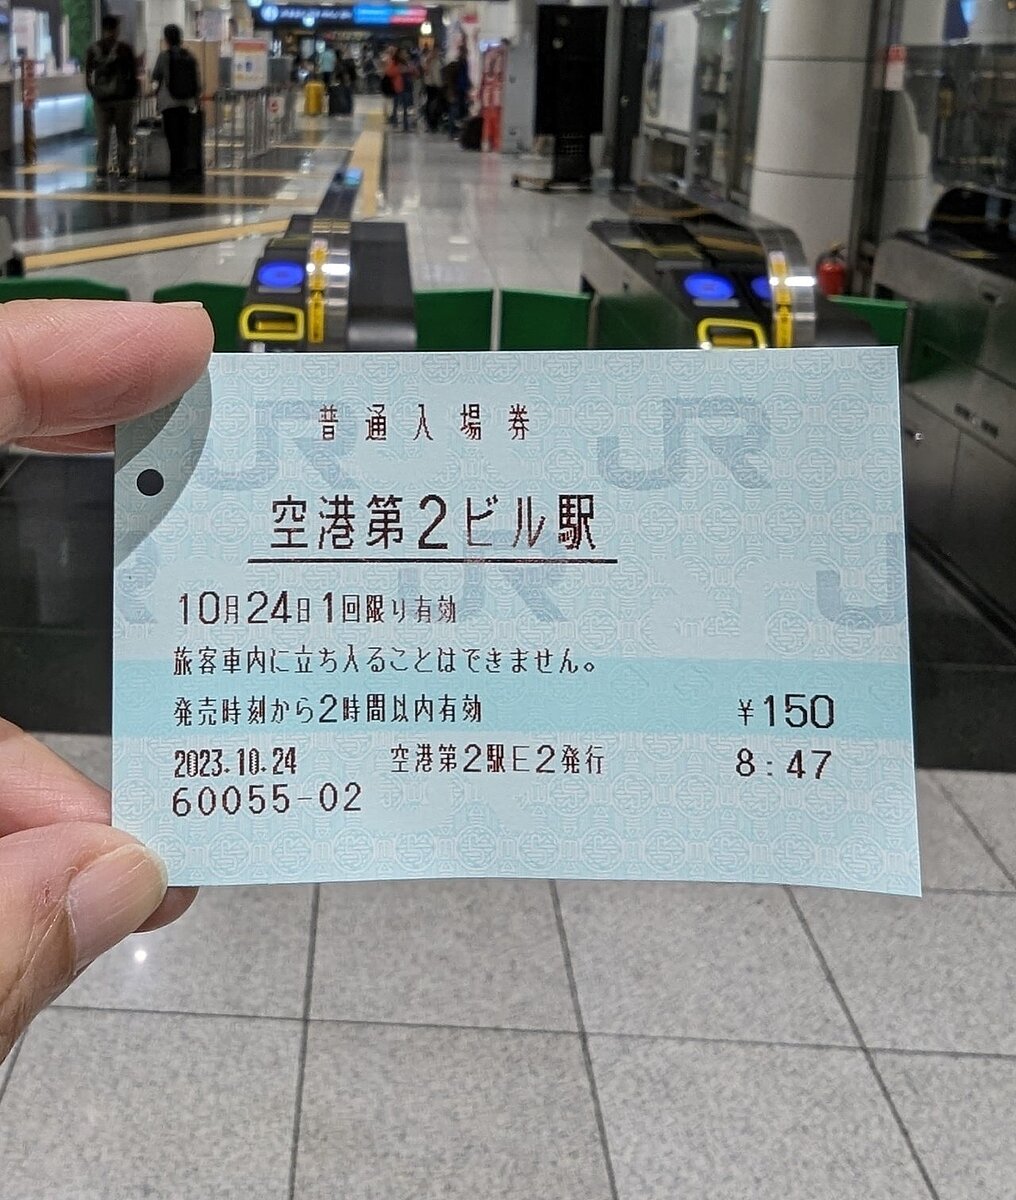 普通入場券
空港第2ビル駅
10月24日1回限り有効
旅客車内に立ち入ることはできません。
発売時刻から2時間以内有効 ¥150
2023.10.24 空港第2駅E2発行 8:47
60055-02
JR JR
JR